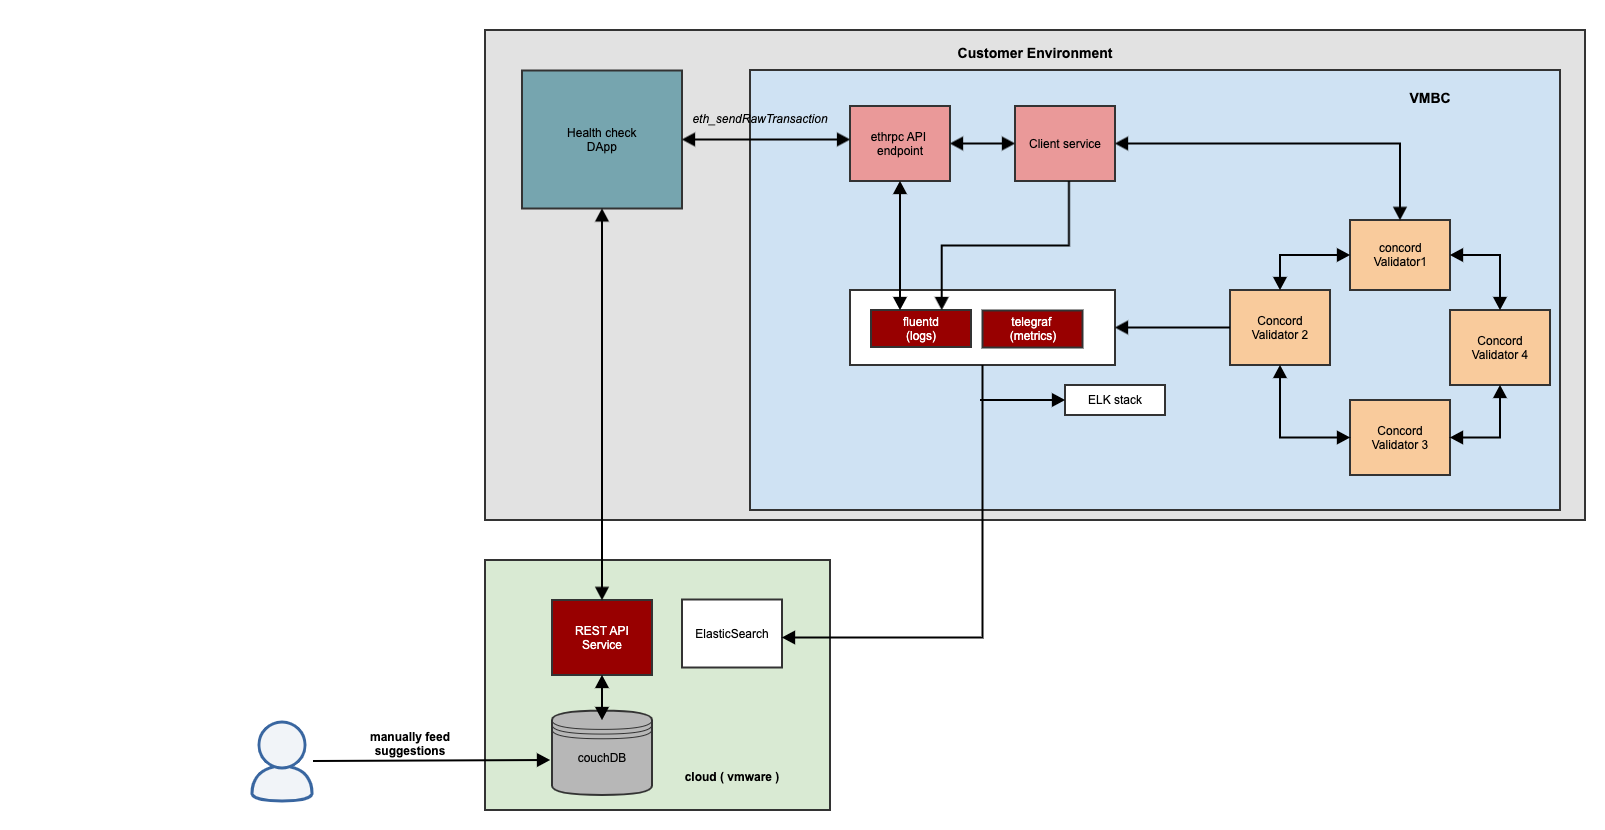 Customer Environment
VMBC
Health check
DApp
eth_sendRawTransaction
ethrpc API
endpoint
Client service
concord
Validator1
Concord
Validator 2
Concord
Validator 4
Concord
Validator 3
fluentd
(logs)
telegraf
(metrics)
ELK stack
REST API
Service
ElasticSearch
manually feed
suggestions
couchDB
cloud ( vmware )